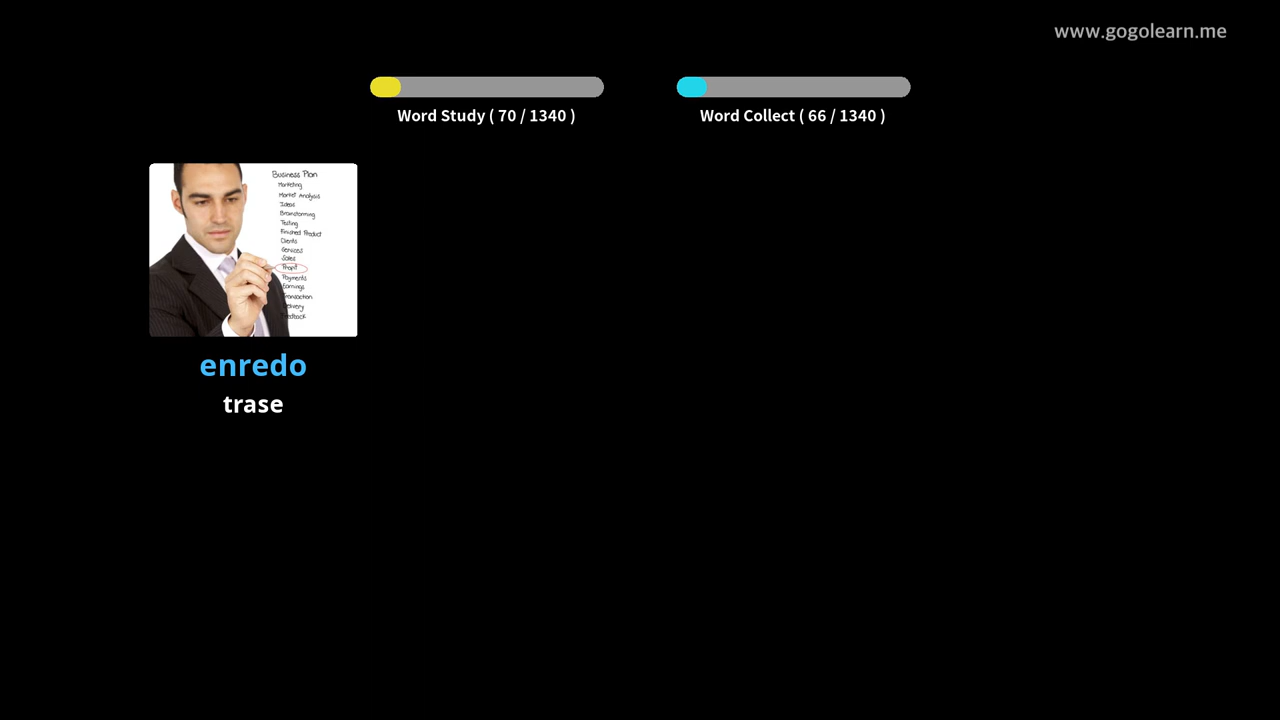 www.gogolearn.me
Word Study ( 70 / 1340 )
Word Collect ( 66 / 1340 )
Business Plan
Marketing
Market Analysis
Ideas
Brainstorming
Testing
Finished Product
Clients
Services
Sales
Profit
Payments
Earnings
Transaction
Delivery
Feedback
enredo
trase